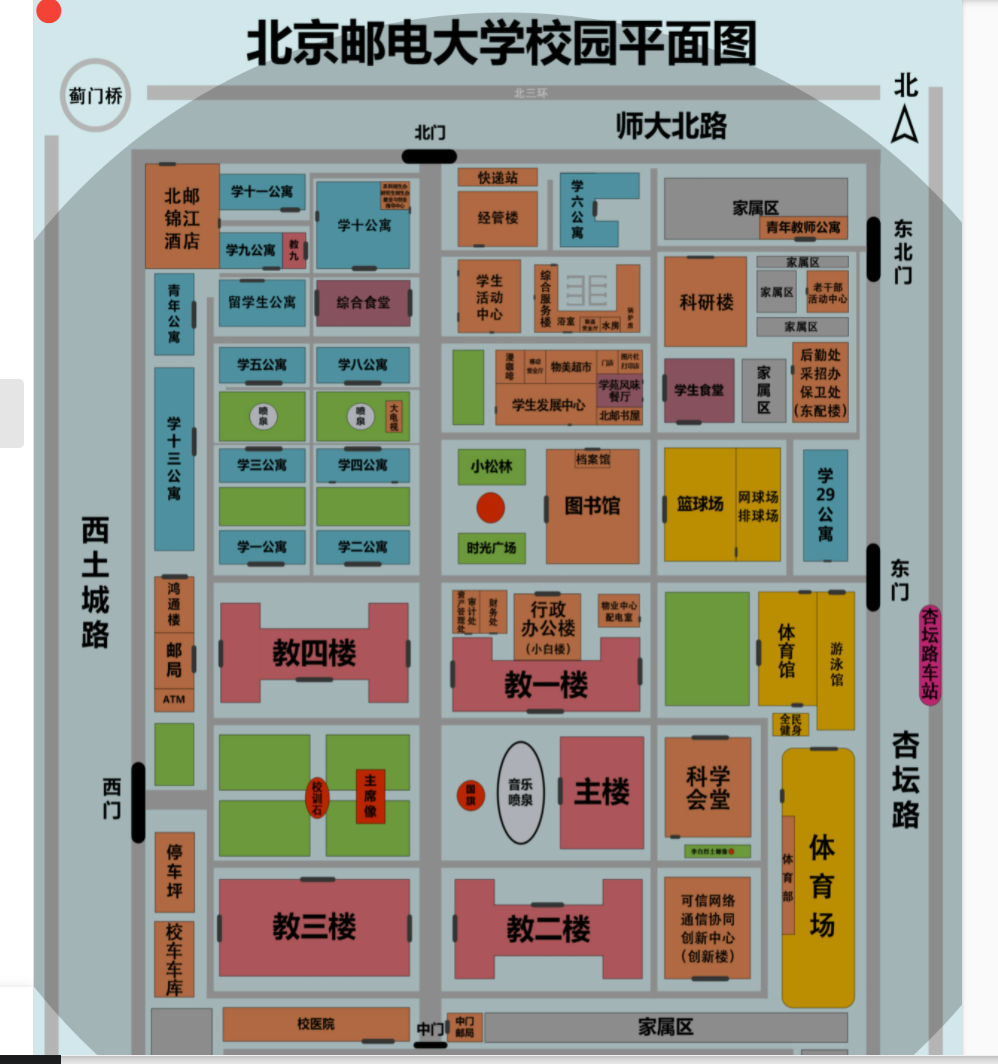 北京邮电大学校园平面图
蓟门桥
北三环
北
师大北路
北门
北邮
锦江
酒店
学十一公寓
学十公寓
学九公寓
教九
快递站
经管楼
学六公寓
家属区
青年教师公寓
东北门
青年公寓
留学生公寓
综合食堂
学生
活动
中心
综合服务楼
浴室
水房
科研楼
家属区
家属区
老干部
活动中心
家属区
学五公寓
学八公寓
漫咖啡
物美超市
门诊
图片社
打印店
学苑风味
餐厅
学生发展中心
北邮书屋
学生食堂
家属区
后勤处
采招办
保卫处
(东配楼)
喷泉
喷泉
大电视
学十三公寓
学三公寓
学四公寓
小松林
档案馆
图书馆
时光广场
篮球场
网球场
排球场
学29公寓
学一公寓
学二公寓
西土城路
东门
鸿通楼
邮局
ATM
教四楼
资产管理处
审计处
财务处
行政
办公楼
(小白楼)
物业中心
配电室
教一楼
体育馆
游泳馆
全民
健身
杏坛路车站
杏坛路
西门
校训石
主席像
国旗
音乐
喷泉
主楼
科学
会堂
停车坪
校车车库
教三楼
教二楼
可信网络
通信协同
创新中心
(创新楼)
体育部
体育场
校医院
中门
中门
邮局
家属区